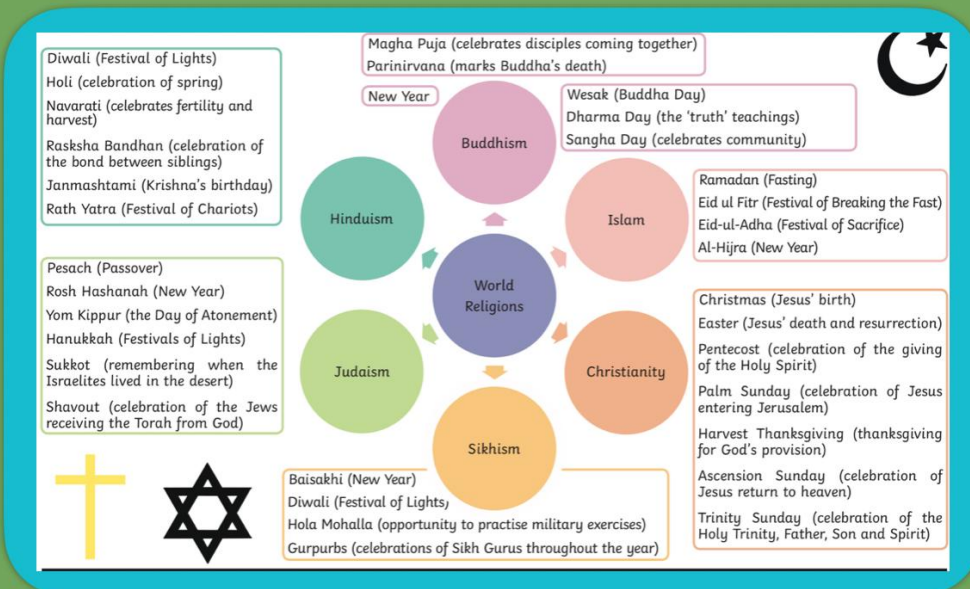 Magha Puja (celebrates disciples coming together)
Parinirvana (marks Buddha's death)
New Year
Wesak (Buddha Day)
Dharma Day (the 'truth' teachings)
Sangha Day (celebrates community)
Buddhism
Diwali (Festival of Lights)
Holi (celebration of spring)
Navarati (celebrates fertility and
harvest)
Rasksha Bandhan (celebration of
the bond between siblings)
Janmashtami (Krishna's birthday)
Rath Yatra (Festival of Chariots)
Hinduism
Islam
Ramadan (Fasting)
Eid ul Fitr (Festival of Breaking the Fast)
Eid-ul-Adha (Festival of Sacrifice)
Al-Hijra (New Year)
World
Religions
Pesach (Passover)
Rosh Hashanah (New Year)
Yom Kippur (the Day of Atonement)
Hanukkah (Festivals of Lights)
Sukkot (remembering when the
Israelites lived in the desert)
Shavout (celebration of the Jews
receiving the Torah from God)
Judaism
Christianity
Christmas (Jesus' birth)
Easter (Jesus' death and resurrection)
Pentecost (celebration of the giving
of the Holy Spirit)
Palm Sunday (celebration of Jesus
entering Jerusalem)
Harvest Thanksgiving (thanksgiving
for God's provision)
Ascension Sunday (celebration of
Jesus return to heaven)
Trinity Sunday (celebration of the
Holy Trinity, Father, Son and Spirit)
Sikhism
Baisakhi (New Year)
Diwali (Festival of Lights)
Hola Mohalla (opportunity to practise military exercises)
Gurpurbs (celebrations of Sikh Gurus throughout the year)